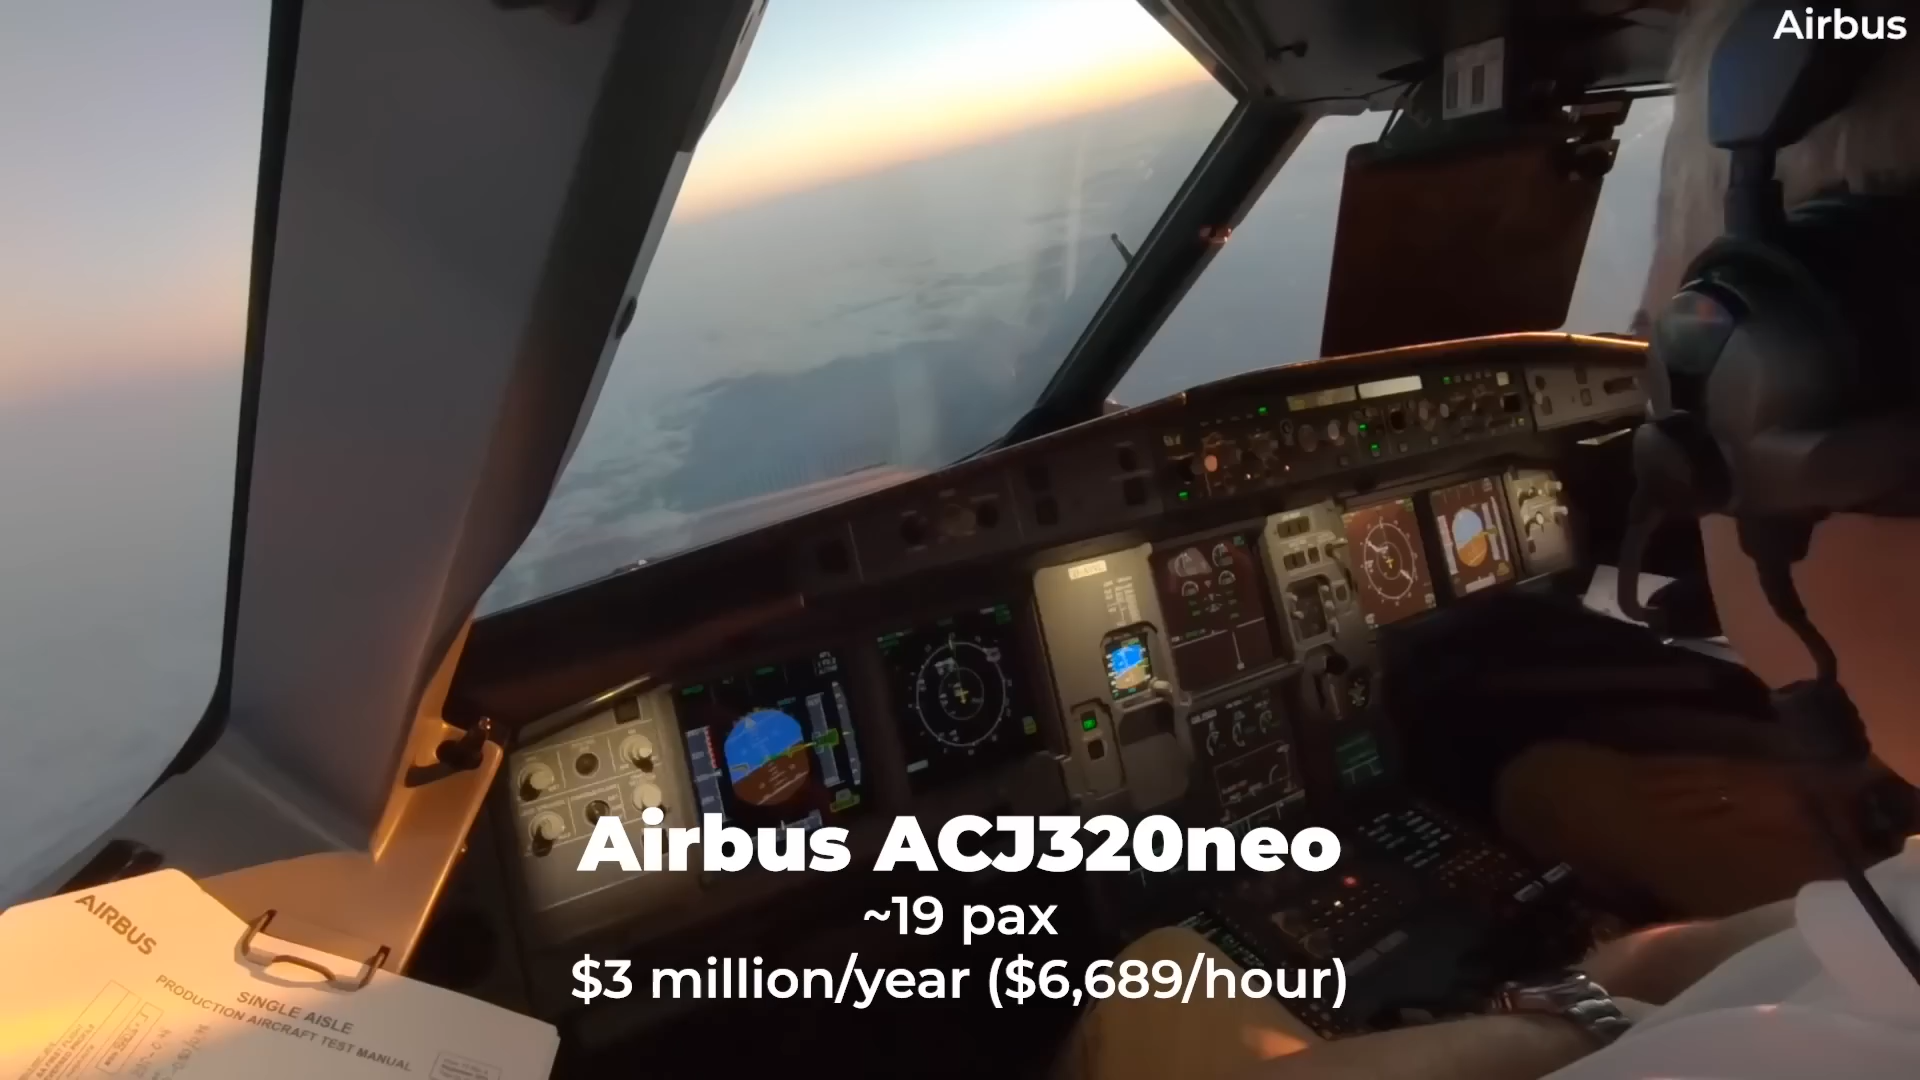 Airbus
Airbus ACJ320neo
~19 pax
$3 million/year ($6,689/hour)
AIRBUS
SINGLE AISLE
PRODUCTION AIRCRAFT TEST MANUAL